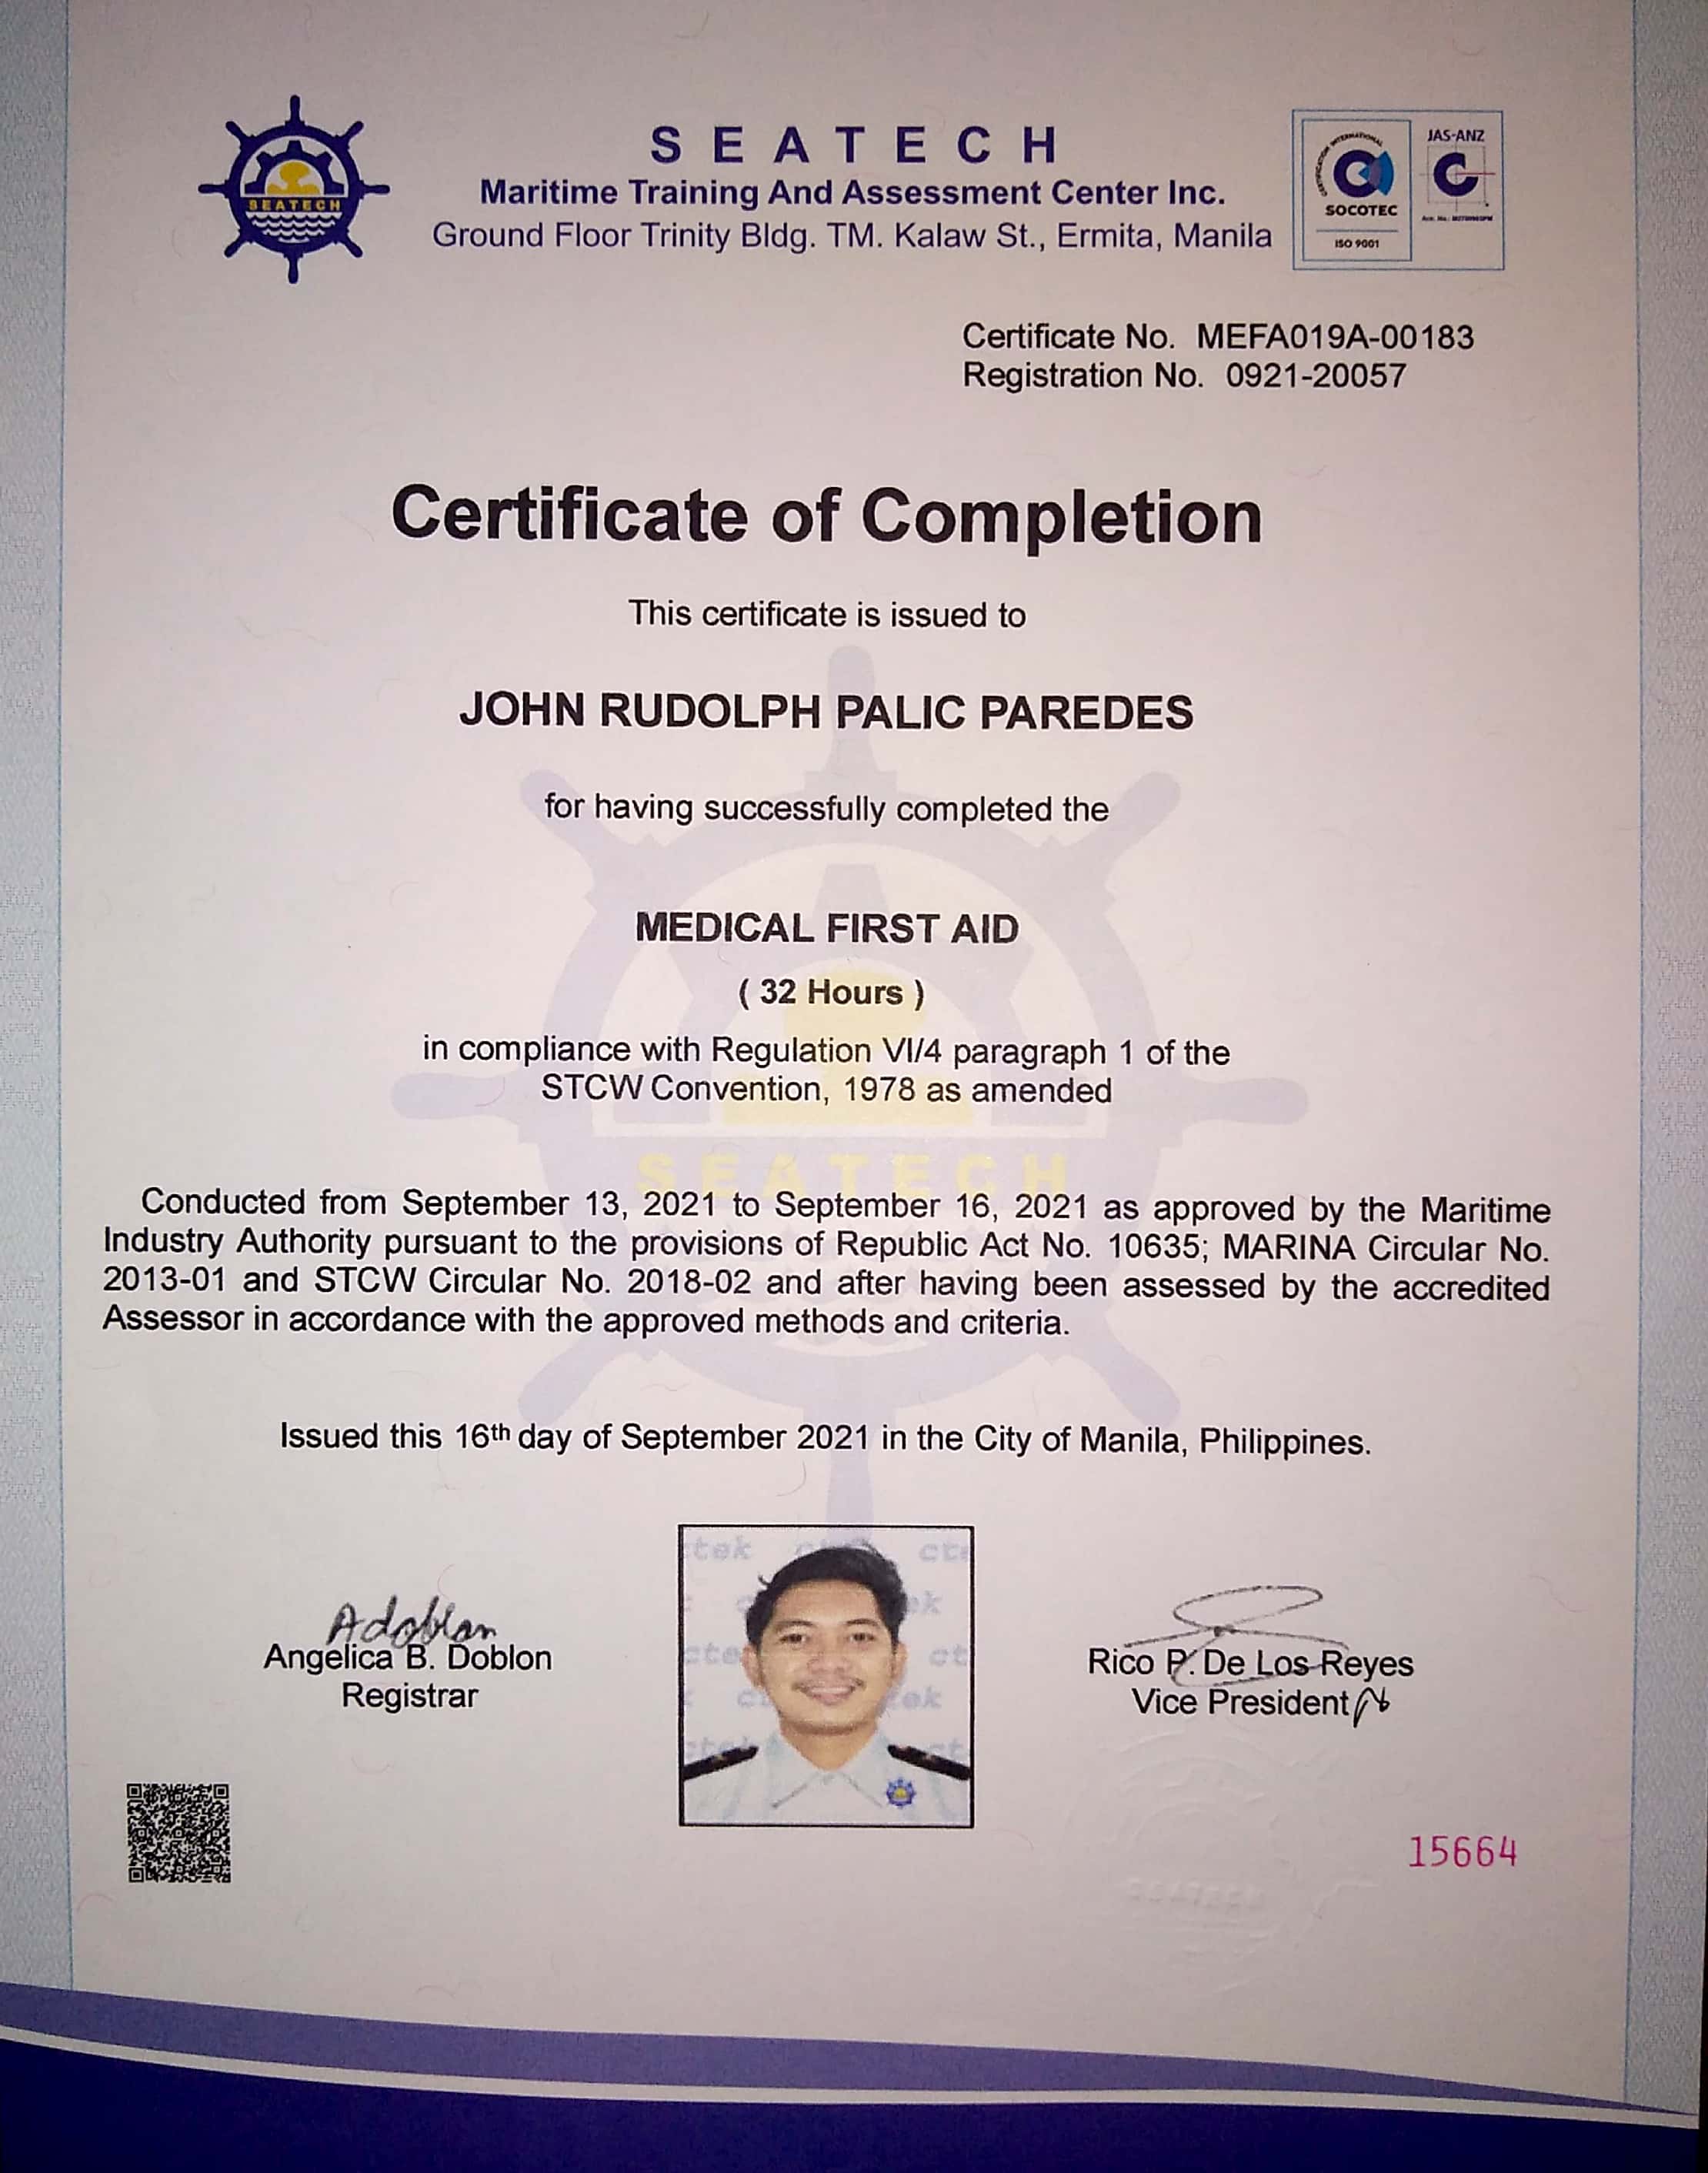 SEATECH
SEATECH
Maritime Training And Assessment Center Inc.
Ground Floor Trinity Bldg. TM. Kalaw St., Ermita, Manila
CERTIFICATION INTERNATIONAL
SOCOTEC
ISO 9001
JAS-ANZ
Certificate No. MEFA019A-00183
Registration No. 0921-20057
Certificate of Completion
This certificate is issued to
JOHN RUDOLPH PALIC PAREDES
for having successfully completed the
MEDICAL FIRST AID
( 32 Hours )
in compliance with Regulation VI/4 paragraph 1 of the
STCW Convention, 1978 as amended
SEATECH
Conducted from September 13, 2021 to September 16, 2021 as approved by the Maritime
Industry Authority pursuant to the provisions of Republic Act No. 10635; MARINA Circular No.
2013-01 and STCW Circular No. 2018-02 and after having been assessed by the accredited
Assessor in accordance with the approved methods and criteria.
Issued this 16th day of September 2021 in the City of Manila, Philippines.
Adoblon
Angelica B. Doblon
Registrar
Rico P. De Los Reyes
Vice President
15664